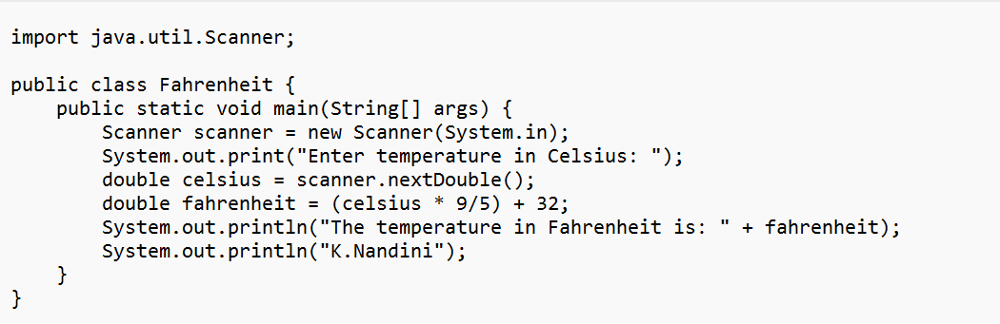 import java.util.Scanner;
public class Fahrenheit {
public static void main(String[] args) {
Scanner scanner = new Scanner(System.in);
System.out.print("Enter temperature in Celsius: ");
double celsius = scanner.nextDouble();
double fahrenheit = (celsius * 9/5) + 32;
System.out.println("The temperature in Fahrenheit is: " + fahrenheit);
System.out.println("K.Nandini");
}
}